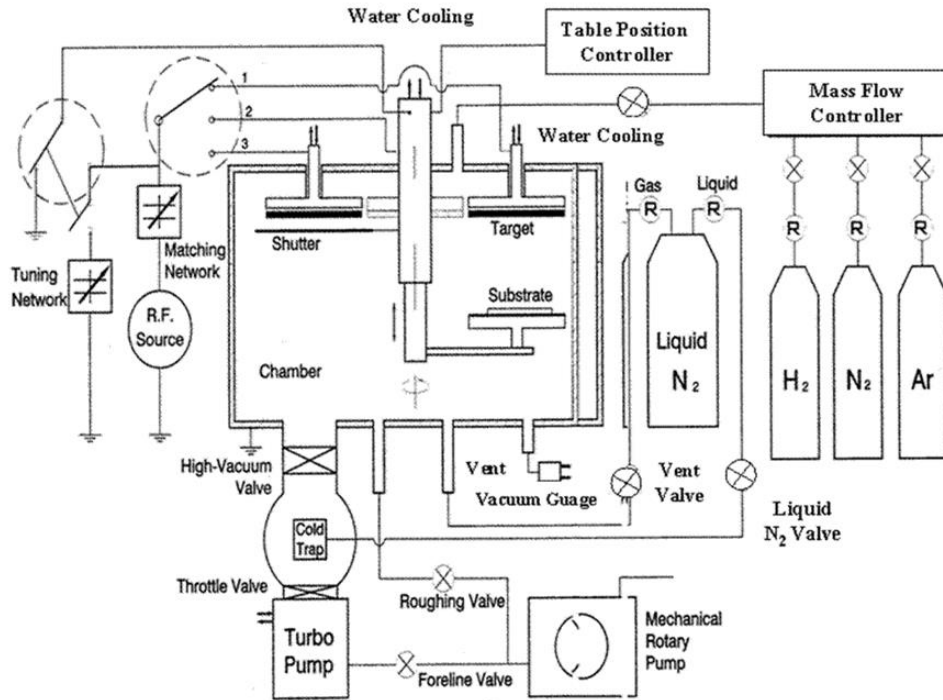 Water Cooling
Table Position
Controller
Mass Flow
Controller
1
2
3
Water Cooling
Gas
Liquid
R
R
R
R
R
Shutter
Target
Matching
Network
Tuning
Network
R.F.
Source
Substrate
Chamber
Liquid
N2
H2
N2
Ar
High-Vacuum
Valve
Vent
Vacuum Guage
Vent
Valve
Liquid
N2 Valve
Cold
Trap
Throttle Valve
Roughing Valve
Turbo
Pump
Foreline Valve
Mechanical
Rotary
Pump